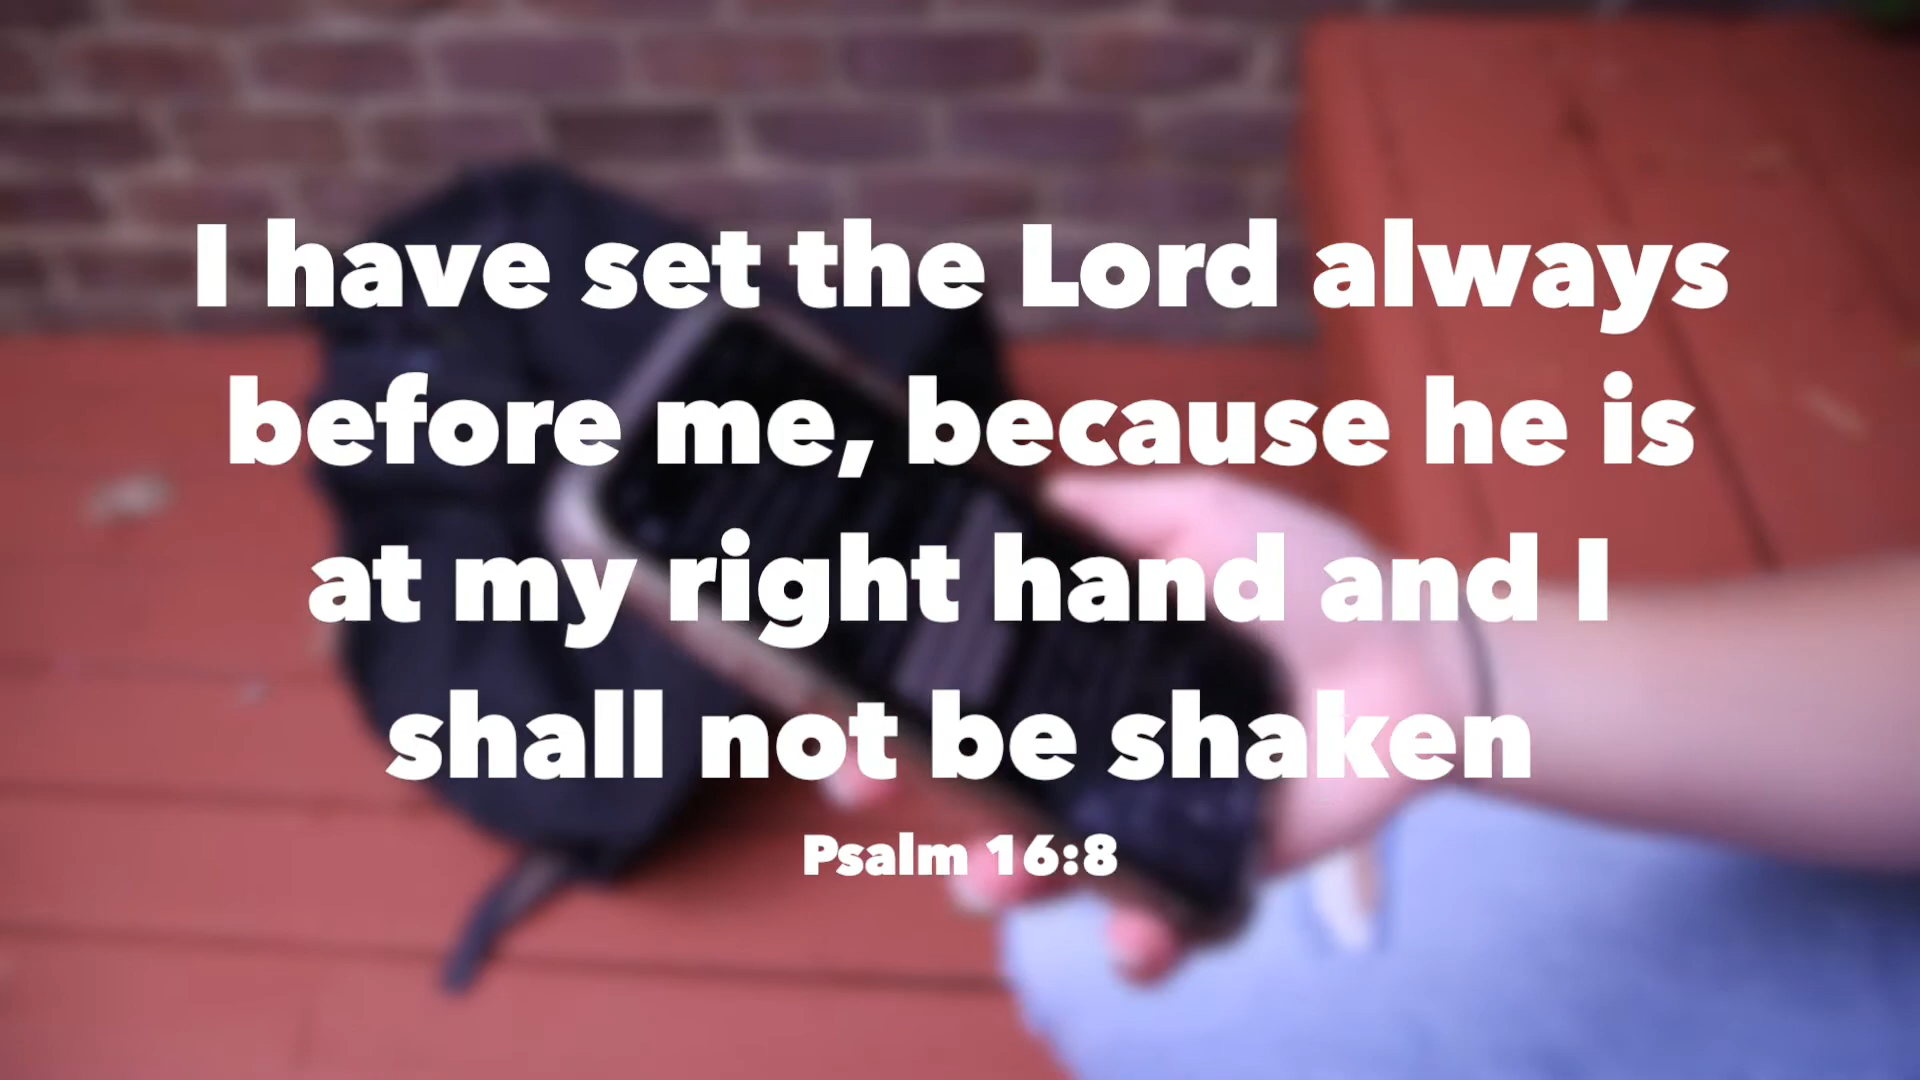 I have set the Lord always
before me, because he is
at my right hand and I
shall not be shaken
Psalm 16:8